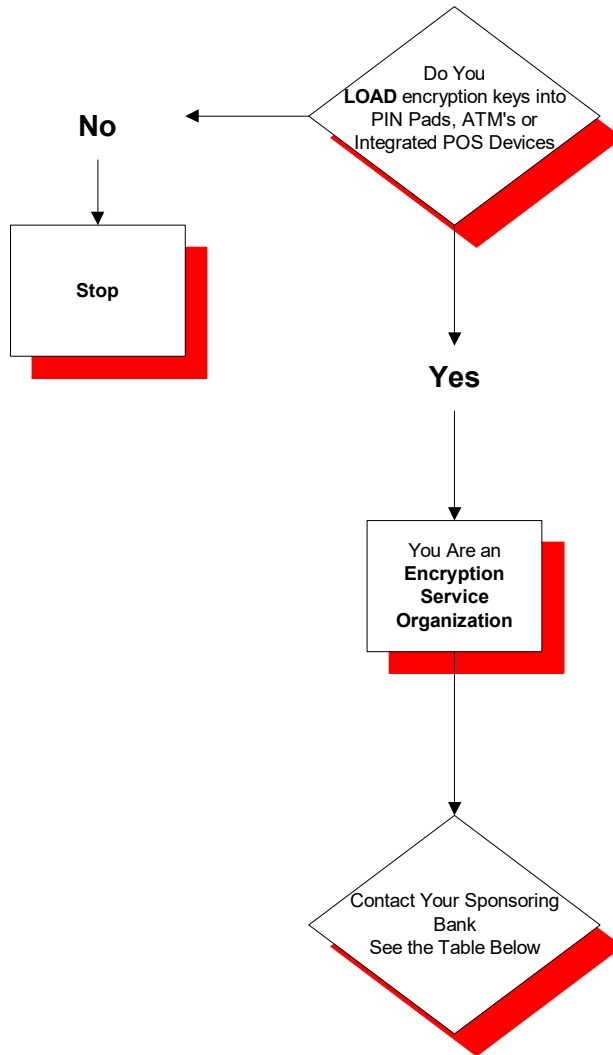 Do You
LOAD encryption keys into
PIN Pads, ATM's or
Integrated POS Devices
No
Stop
Yes
You Are an
Encryption
Service
Organization
Contact Your Sponsoring
Bank
See the Table Below